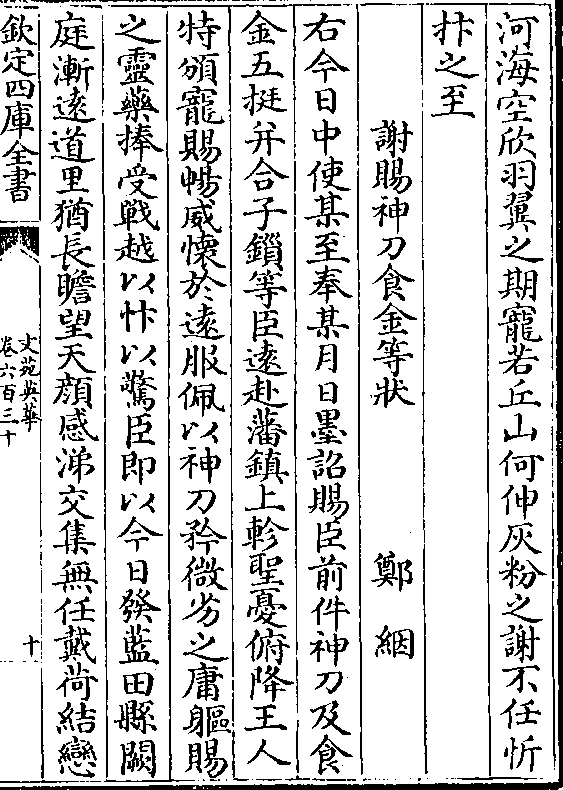 河海空欣羽翼之期寵若丘山何伸灰粉之謝不任忻
抃之至
謝賜神刀食金等狀
鄭絪
右今日中使某至奉某月日墨詔賜臣前件神刀及食
金五挺并合子鎻等臣遠赴藩鎮上軫聖憂俯降王人
特頒寵賜暢威懷於逺服佩以神刀矜微劣之庸軀賜
之靈藥捧受戰越以忭以驚臣即以今日發藍田縣闕
庭漸逺道里猶長瞻望天顔感涕交集無任戴荷結戀
欽定四庫全書
文苑英華
卷六百三十
十